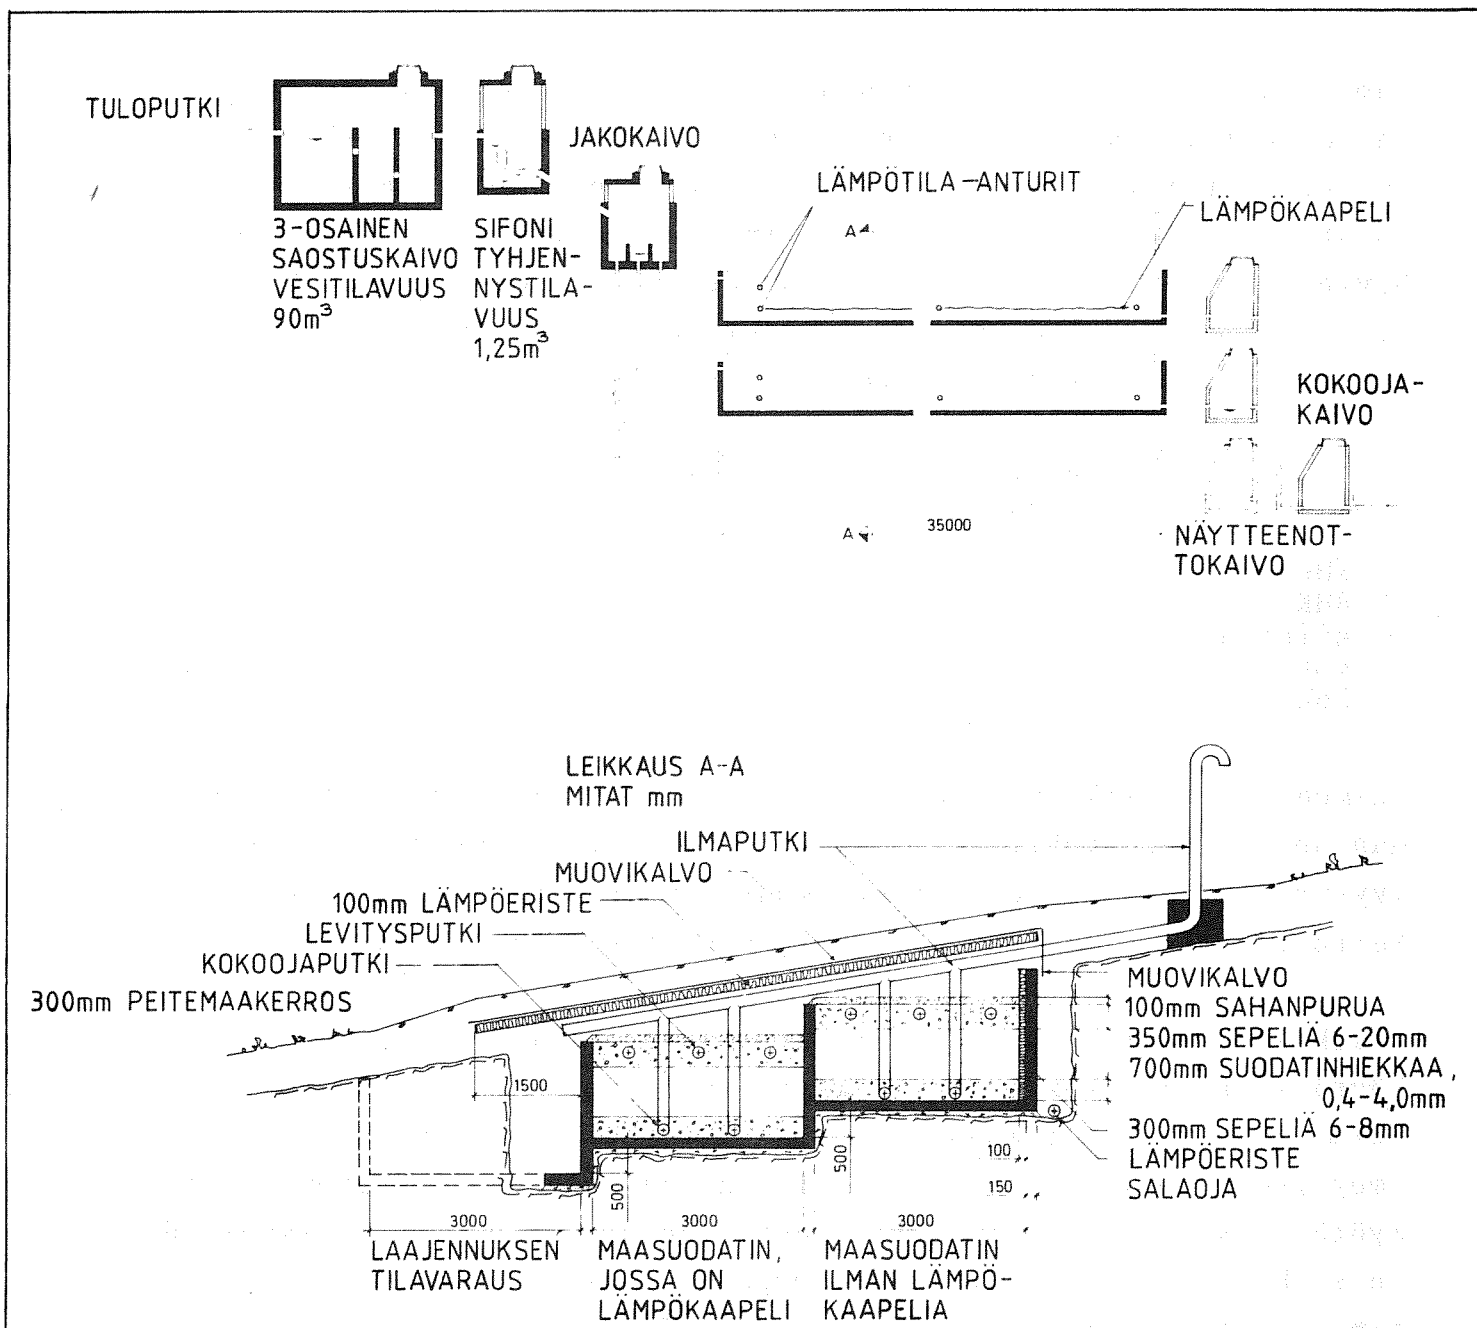 TULOPUTKI
3-OSAINEN
SAOSTUSKAIVO
VESITILAVUUS
90m³
SIFONI
TYHJEN-
NYSTILA-
VUUS
1,25m³
JAKOKAIVO
LÄMPÖTILA-ANTURIT
LÄMPÖKAAPELI
A
KOKOOJA-
KAIVO
A
35000
NÄYTTEENOT-
TOKAIVO
LEIKKAUS A-A
MITAT mm
ILMAPUTKI
MUOVIKALVO
100mm LÄMPÖERISTE
LEVITYSPUTKI
KOKOOJAPUTKI
300mm PEITEMAAKERROS
MUOVIKALVO
100mm SAHANPURUA
350mm SEPELIÄ 6-20mm
700mm SUODATINHIEKKAA,
0,4-4,0mm
300mm SEPELIÄ 6-8mm
LÄMPÖERISTE
SALAOJA
1500
500
500
100
150
3000
3000
3000
LAAJENNUKSEN
TILAVARAUS
MAASUODATIN,
JOSSA ON
LÄMPÖKAAPELI
MAASUODATIN
ILMAN LÄMPÖ-
KAAPELIA